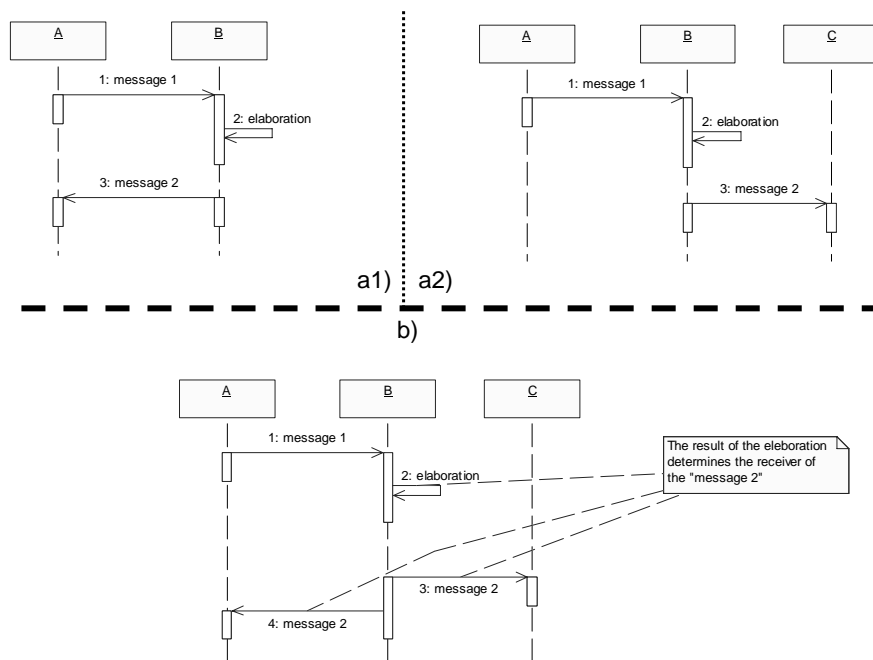 A
B
1: message 1
2: elaboration
3: message 2
a1)
A
B
C
1: message 1
2: elaboration
3: message 2
a2)
b)
A
B
C
1: message 1
2: elaboration
3: message 2
4: message 2
The result of the eleboration
determines the receiver of
the "message 2"